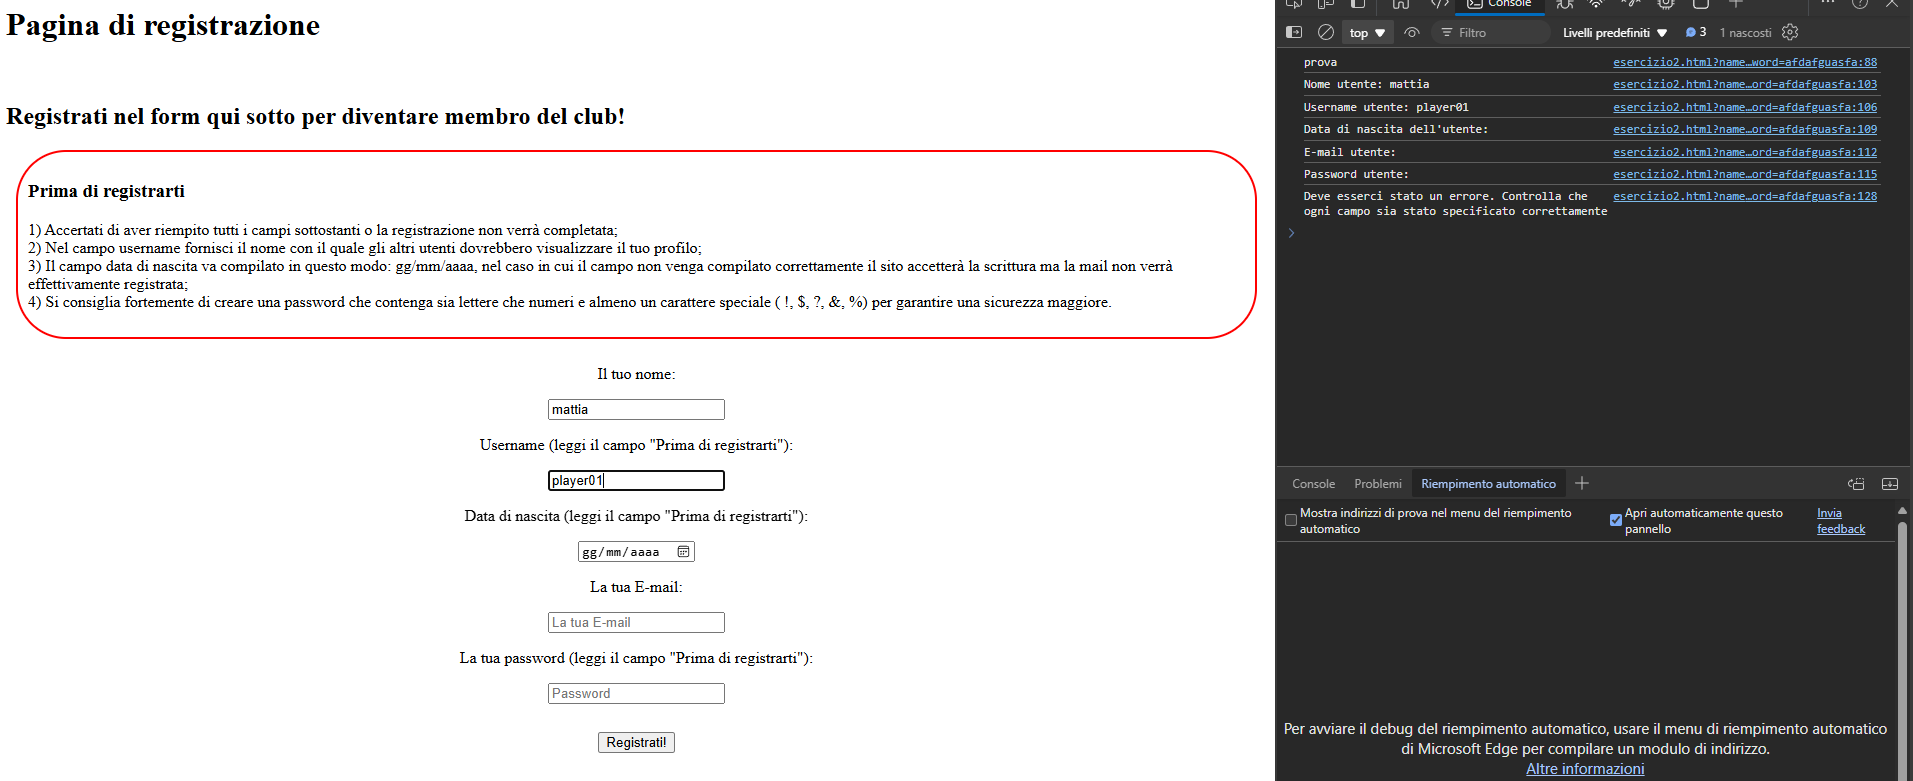 Pagina di registrazione
Registrati nel form qui sotto per diventare membro del club!
Prima di registrarti
1) Accertati di aver riempito tutti i campi sottostanti o la registrazione non verrà completata;
2) Nel campo username fornisci il nome con il quale gli altri utenti dovrebbero visualizzare il tuo profilo;
3) Il campo data di nascita va compilato in questo modo: gg/mm/aaaa, nel caso in cui il campo non venga compilato correttamente il sito accetterà la scrittura ma la mail non verrà
effettivamente registrata;
4) Si consiglia fortemente di creare una password che contenga sia lettere che numeri e almeno un carattere speciale ( !, $, ?, &, %) per garantire una sicurezza maggiore.
Il tuo nome:
mattia
Username (leggi il campo "Prima di registrarti"):
player01
Data di nascita (leggi il campo "Prima di registrarti"):
gg/mm/aaaa
La tua E-mail:
La tua E-mail
La tua password (leggi il campo "Prima di registrarti"):
Password
Registrati!
Console
top Filtro Livelli predefiniti 3 1 nascosti
prova esercizio2.html?name…word=afdafguasfa:88
Nome utente: mattia esercizio2.html?name…ord=afdafguasfa:103
Username utente: player01 esercizio2.html?name…ord=afdafguasfa:106
Data di nascita dell'utente: esercizio2.html?name…ord=afdafguasfa:109
E-mail utente: esercizio2.html?name…ord=afdafguasfa:112
Password utente: esercizio2.html?name…ord=afdafguasfa:115
Deve esserci stato un errore. Controlla che esercizio2.html?name…ord=afdafguasfa:128
ogni campo sia stato specificato correttamente
Console Problemi Riempimento automatico
Mostra indirizzi di prova nel menu del riempimento
automatico
Apri automaticamente questo
pannello
Invia
feedback
Per avviare il debug del riempimento automatico, usare il menu di riempimento automatico
di Microsoft Edge per compilare un modulo di indirizzo.
Altre informazioni